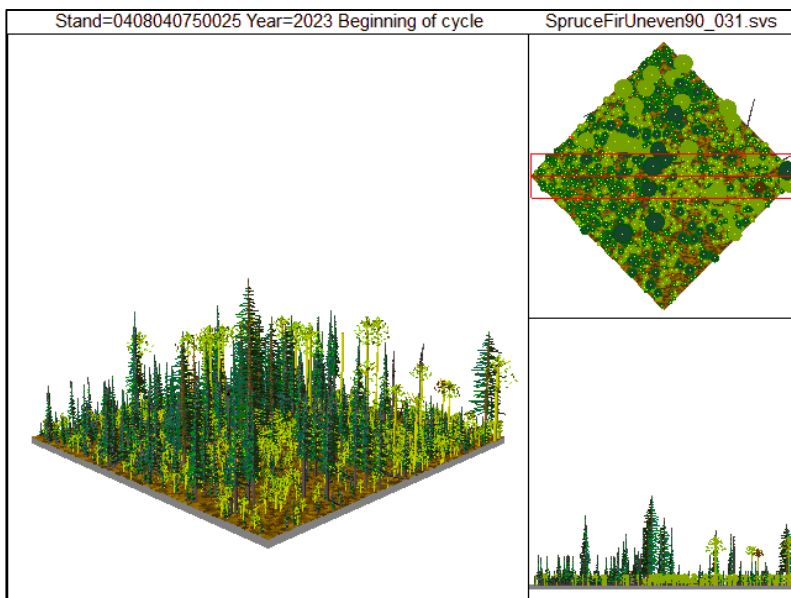 Stand=0408040750025 Year=2023 Beginning of cycle
SpruceFirUneven90_031.svs